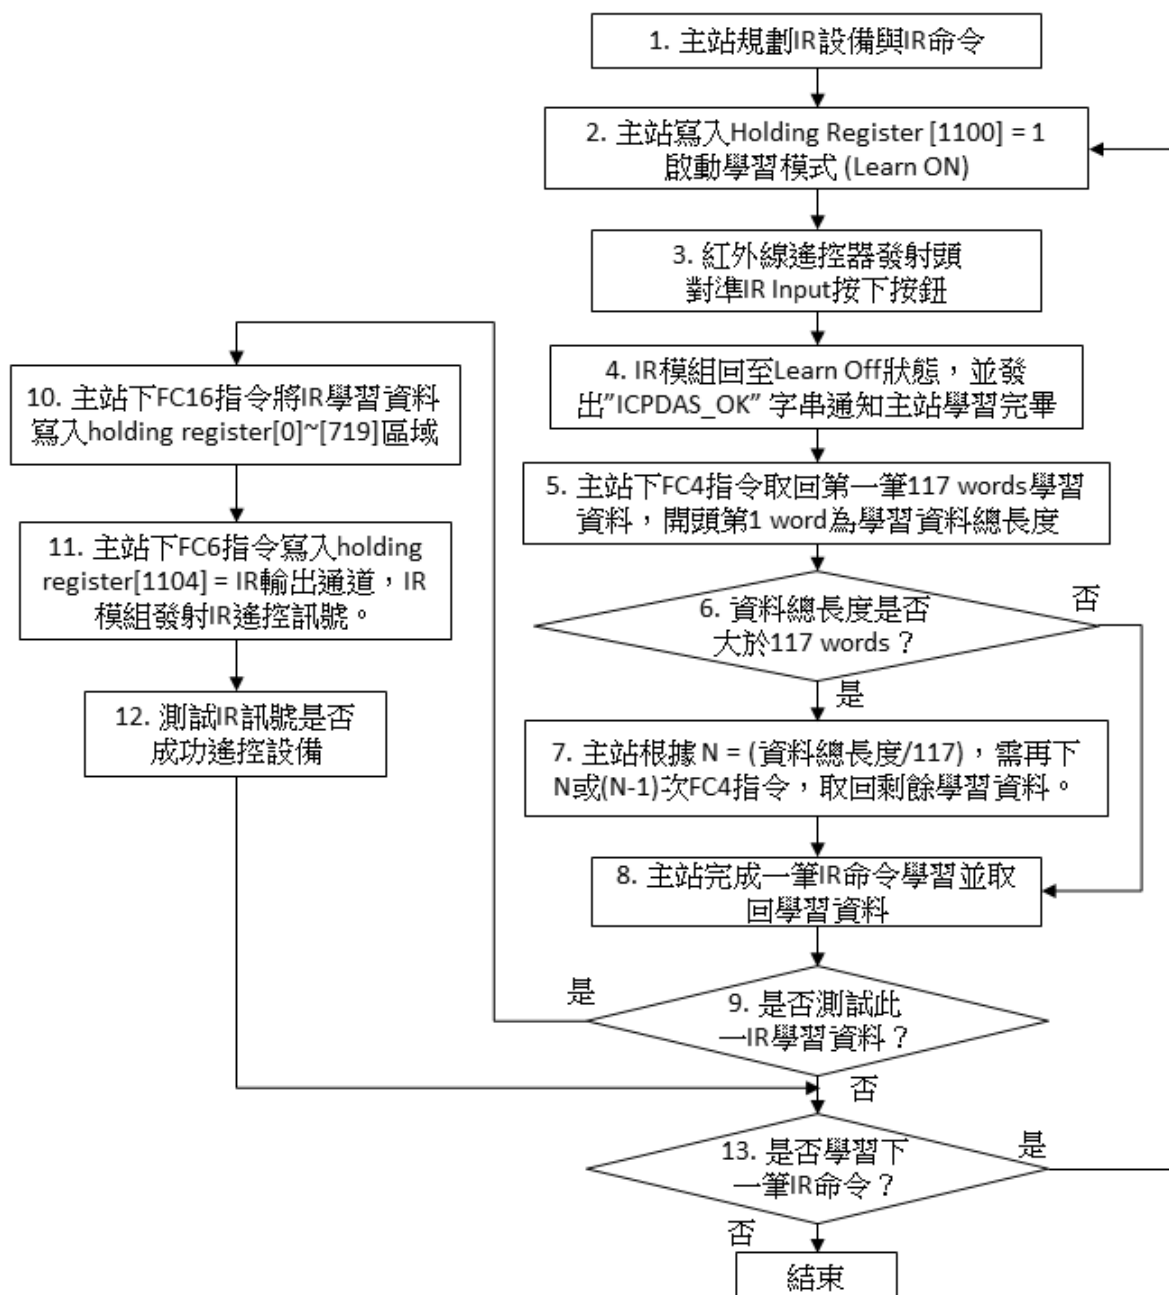 1. 主站規劃IR設備與IR命令
2. 主站寫入Holding Register [1100] = 1
啟動學習模式 (Learn ON)
3. 紅外線遙控器發射頭
對準IR Input按下按鈕
4. IR模組回至Learn Off狀態，並發
出”ICPDAS_OK” 字串通知主站學習完畢
5. 主站下FC4指令取回第一筆117 words學習
資料，開頭第1 word為學習資料總長度
6. 資料總長度是否
大於117 words？
否
是
7. 主站根據 N = (資料總長度/117)，需再下
N或(N-1)次FC4指令，取回剩餘學習資料。
8. 主站完成一筆IR命令學習並取
回學習資料
9. 是否測試此
一IR學習資料？
是
否
10. 主站下FC16指令將IR學習資料
寫入holding register[0]~[719]區域
11. 主站下FC6指令寫入holding
register[1104] = IR輸出通道，IR
模組發射IR遙控訊號。
12. 測試IR訊號是否
成功遙控設備
13. 是否學習下
一筆IR命令？
是
否
結束